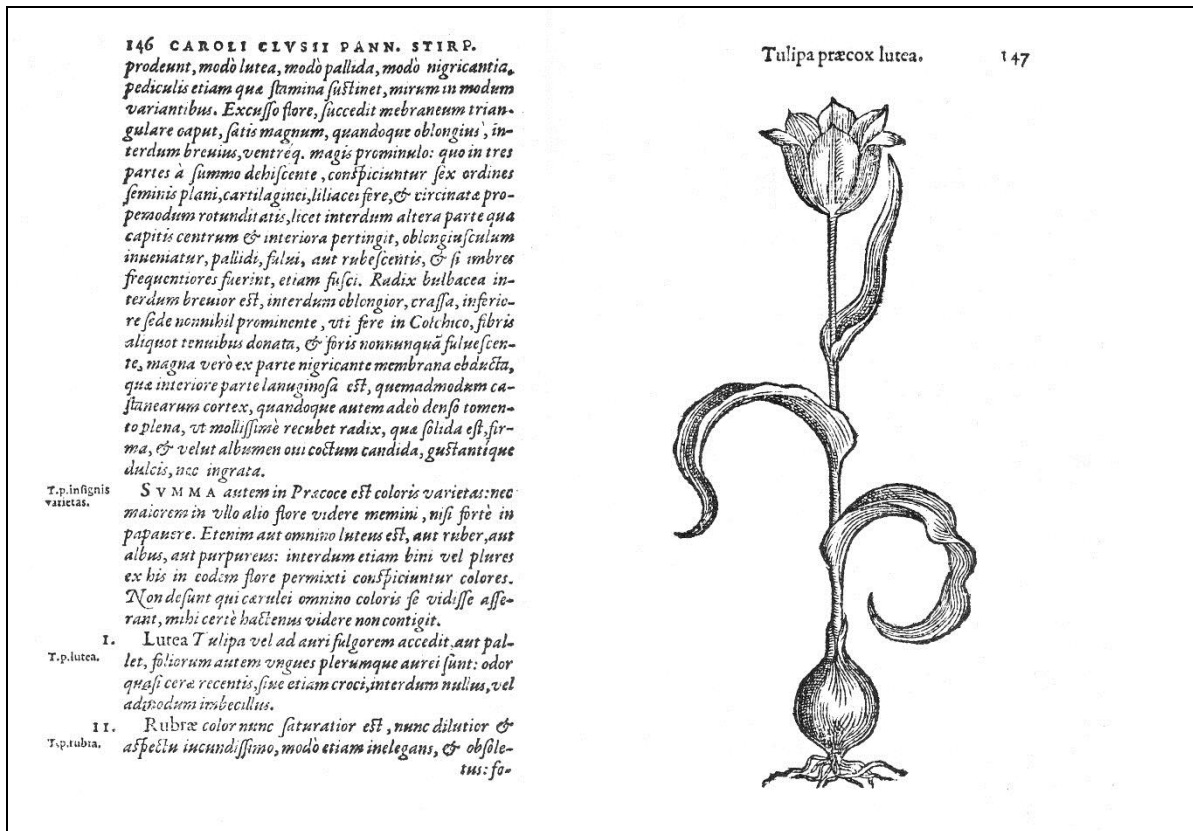 146 CAROLI CLVSII PANN. STIRP.
prodeunt, modò lutea, modò pallida, modò nigricantia,
pediculis etiam quæ ſtamina ſuſtinet, mirum in modum
variantibus. Excuſſo flore, ſuccedit mebraneum trian-
gulare caput, ſatis magnum, quandoque oblongius, in-
terdum breuius, ventréq. magis prominulo: quo in tres
partes à ſummo dehiſcente, conſpiciuntur ſex ordines
ſeminis plani, cartilaginei, liliacei fere, & circinatæ pro-
pemodum rotunditatis, licet interdum altera parte qua
capitis centrum & interiora pertingit, oblongiuſculum
inueniatur, pallidi, fului, aut rubeſcentis, & ſi imbres
frequentiores fuerint, etiam fuſci. Radix bulbacea in-
terdum breuior eſt, interdum oblongior, craſſa, inferio-
re ſede nonnihil prominente, vti fere in Colchico, fibris
aliquot tenuibus donata, & foris nonnunquã fulueſcen-
te, magna verò ex parte nigricante membrana obducta,
quæ interiore parte lanuginoſa eſt, quemadmodum ca-
ſtanearum cortex, quandoque autem adeò denſo tomen-
to plena, vt molliſſimè recubet radix, quæ ſolida eſt, fir-
ma, & velut albumen oui coctum candida, guſtantique
dulcis, nec ingrata.
T.p.inſignis
varietas.
SVMMA autem in Præcoce eſt coloris varietas: nec
maiorem in vllo alio flore videre memini, niſi fortè in
papauere. Etenim aut omnino luteus eſt, aut ruber, aut
albus, aut purpureus: interdum etiam bini vel plures
ex his in eodem flore permixti conſpiciuntur colores.
Non deſunt qui cærulei omnino coloris ſe vidiſſe aſſe-
rant, mihi certè hactenus videre non contigit.
I. Lutea Tulipa vel ad auri fulgorem accedit, aut pal-
T.p.lutea. let, foliorum autem vngues plerumque aurei ſunt: odor
quaſi ceræ recentis, ſiue etiam croci, interdum nullus, vel
admodum imbecillus.
II. Rubræ color nunc ſaturatior eſt, nunc dilutior &
T.p.rubra. aſpectu iucundiſſimo, modò etiam inelegans, & obſole-
tus: fo-
Tulipa præcox lutea. 147